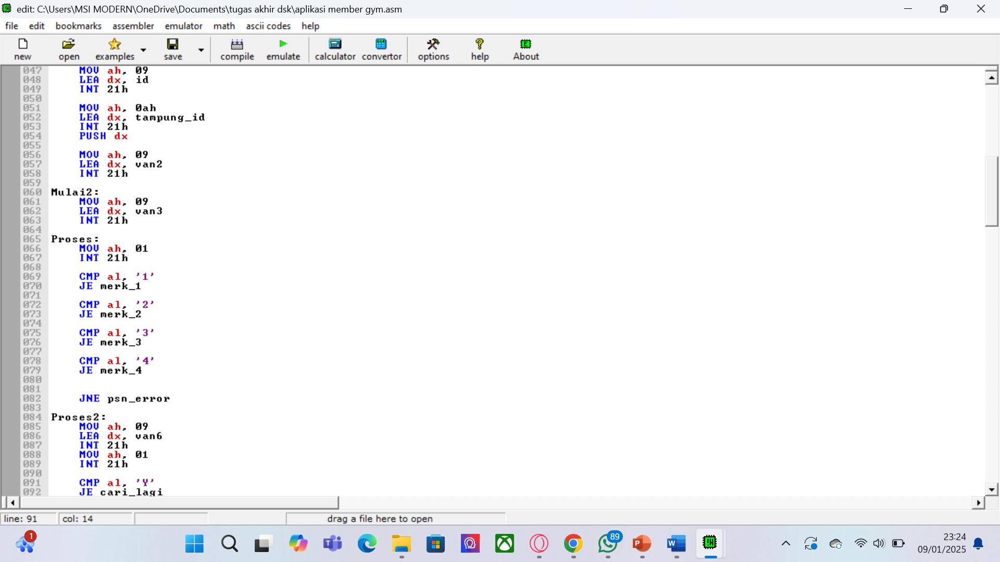 edit: C:\Users\MSI MODERN\OneDrive\Documents\tugas akhir dsk\aplikasi member gym.asm
file edit bookmarks assembler emulator math ascii codes help
new open examples save compile emulate calculator convertor options help About
047 MOV ah, 09
048 LEA dx, id
049 INT 21h
050
051 MOV ah, 0ah
052 LEA dx, tampung_id
053 INT 21h
054 PUSH dx
055
056 MOV ah, 09
057 LEA dx, van2
058 INT 21h
059
060 Mulai2:
061 MOV ah, 09
062 LEA dx, van3
063 INT 21h
064
065 Proses:
066 MOV ah, 01
067 INT 21h
068
069 CMP al, '1'
070 JE merk_1
071
072 CMP al, '2'
073 JE merk_2
074
075 CMP al, '3'
076 JE merk_3
077
078 CMP al, '4'
079 JE merk_4
080
081
082 JNE psn_error
083
084 Proses2:
085 MOV ah, 09
086 LEA dx, van6
087 INT 21h
088 MOV ah, 01
089 INT 21h
090
091 CMP al, 'Y'
092 JE cari_lagi
line: 91 col: 14 drag a file here to open
1 89 23:24
09/01/2025